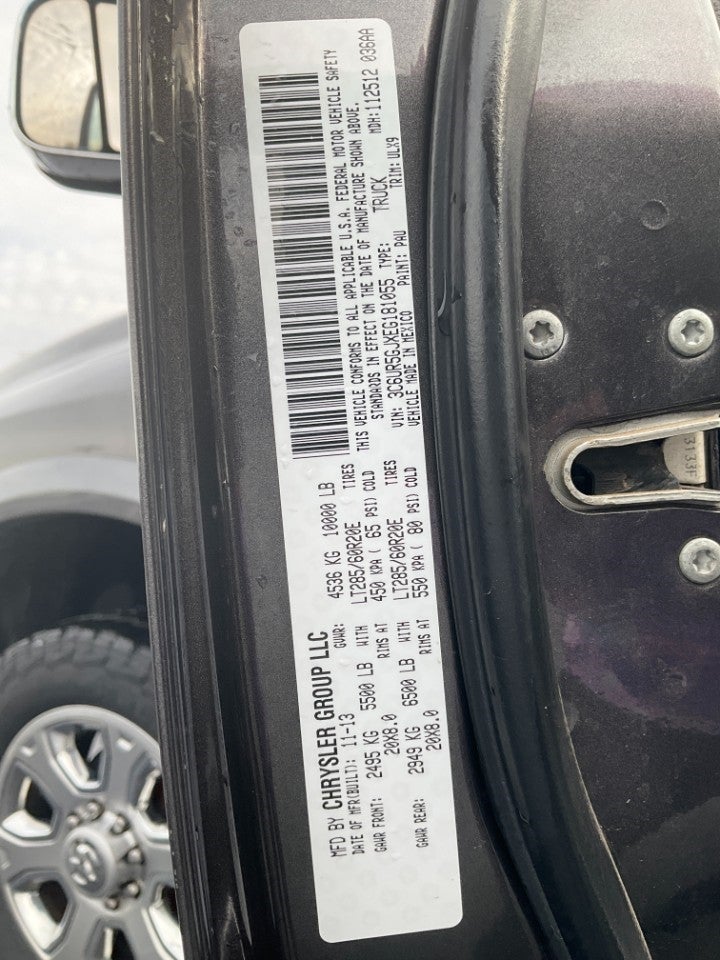 MFD BY CHRYSLER GROUP LLC
DATE OF MFR(BUILT): 11-13 GVWR: 4536 KG 10000 LB
GAWR FRONT: 2495 KG 5500 LB WITH LT285/60R20E TIRES
20X8.0 RIMS AT 450 KPA ( 65 PSI) COLD
GAWR REAR: 2949 KG 6500 LB WITH LT285/60R20E TIRES
20X8.0 RIMS AT 550 KPA ( 80 PSI) COLD
THIS VEHICLE CONFORMS TO ALL APPLICABLE U.S.A. FEDERAL MOTOR VEHICLE SAFETY
STANDARDS IN EFFECT ON THE DATE OF MANUFACTURE SHOWN ABOVE.
VIN: 3C6UR5GJXEG181055 TYPE: TRUCK MDH: 112512 036AA
VEHICLE MADE IN MEXICO PAINT: PAU TRIM: ULX9
3133F